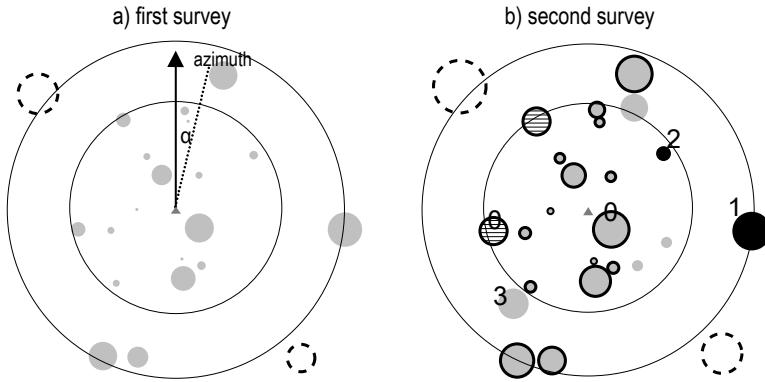 a) first survey
b) second survey
azimuth
α
2
1
0
0
3